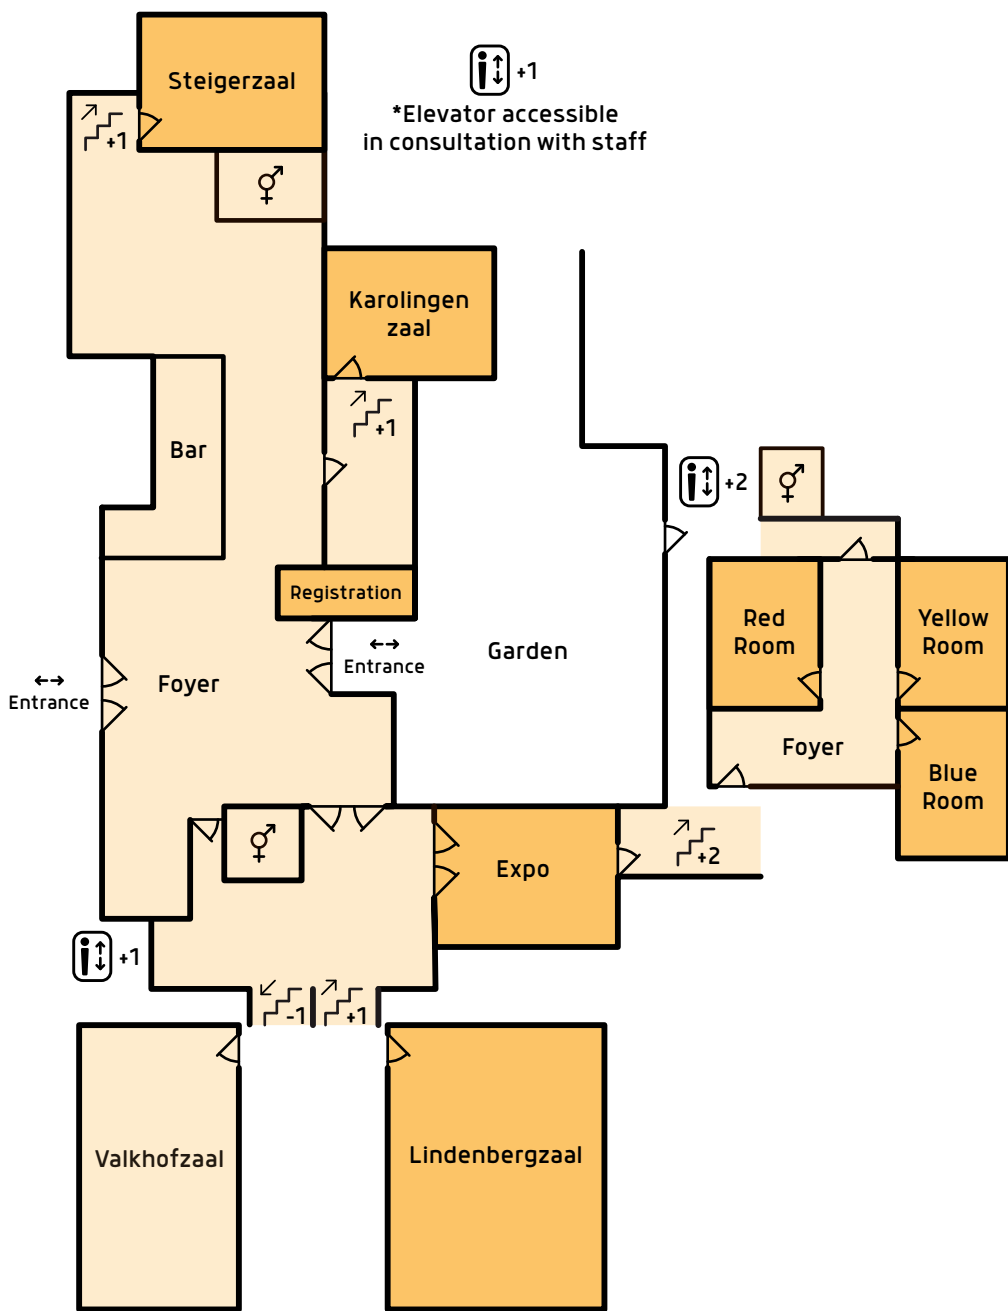 Steigerzaal
+1
*Elevator accessible
in consultation with staff
+1
Karolingen
zaal
+1
Bar
+2
Registration
Red
Room
Yellow
Room
Garden
Entrance
Foyer
Entrance
Foyer
Blue
Room
+2
Expo
+1
-1
+1
Valkhofzaal
Lindenbergzaal